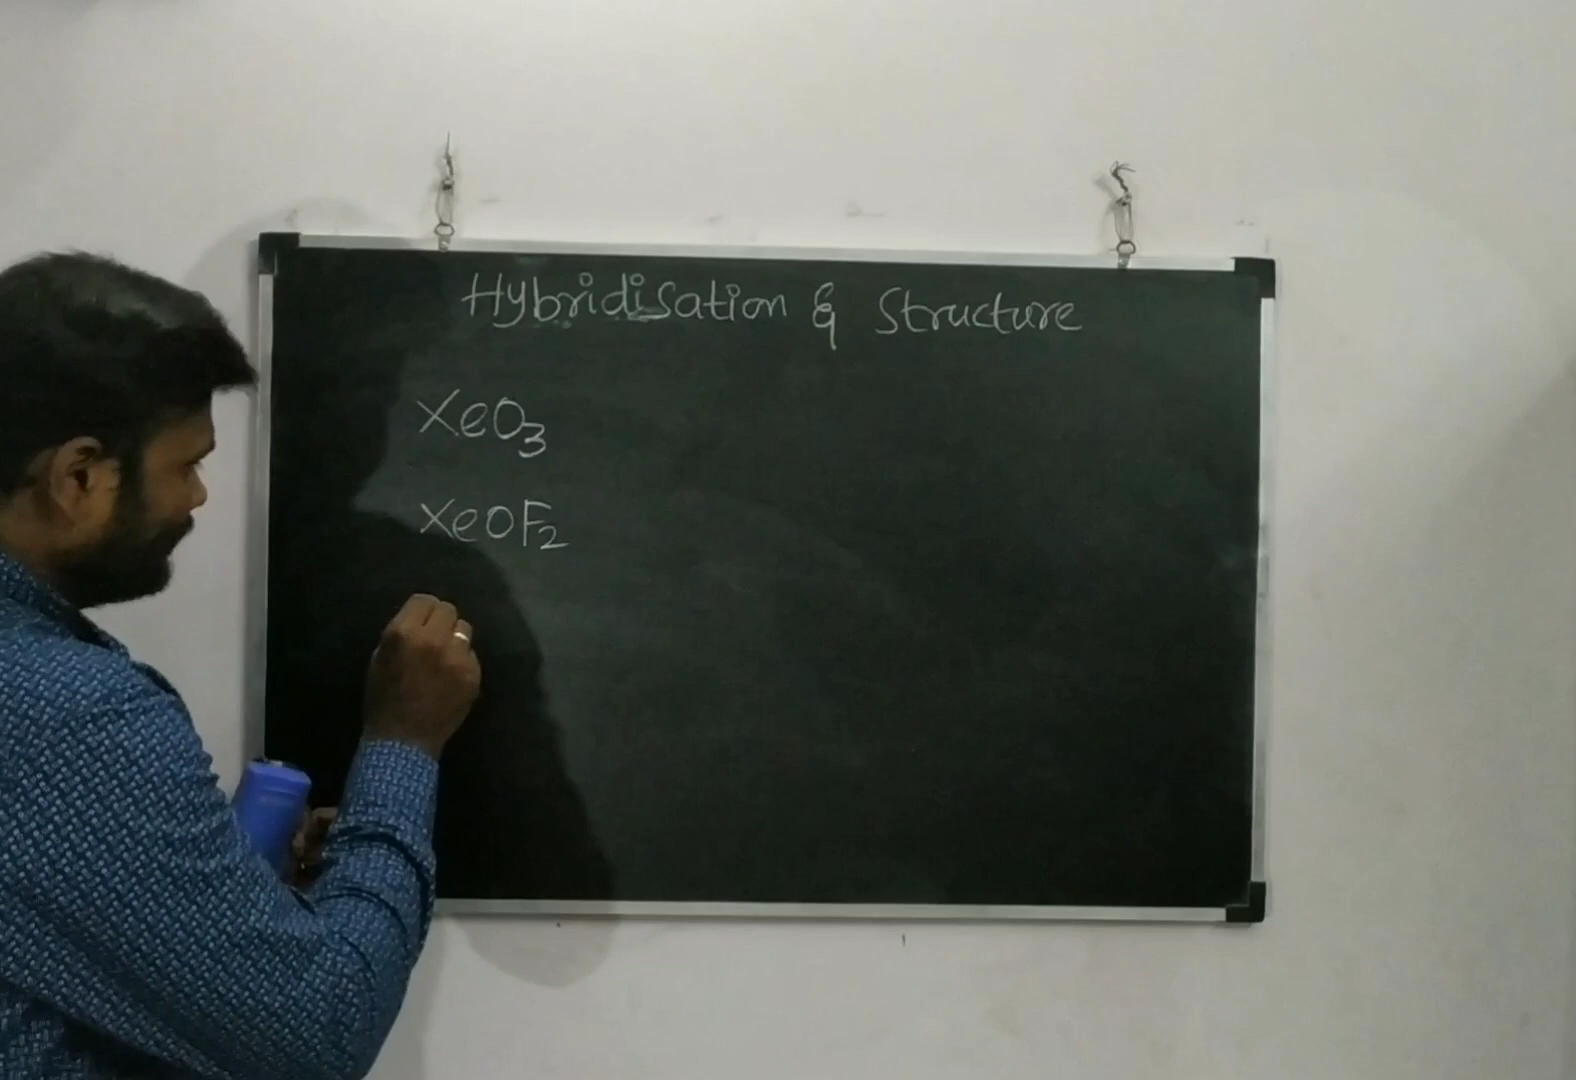 Hybridisation & Structure
XeO₃
XeOF₂